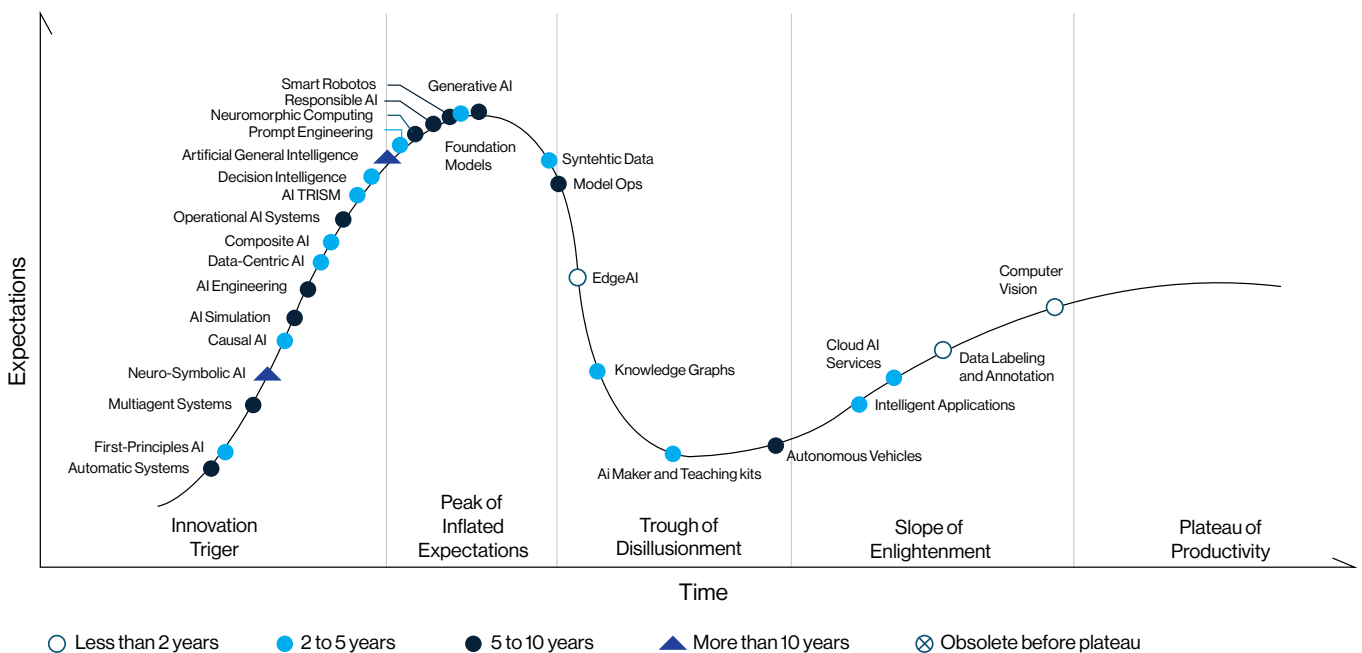 Smart Robotos
Generative AI
Responsible AI
Neuromorphic Computing
Prompt Engineering
Artificial General Intelligence
Foundation
Models
Syntehtic Data
Decision Intelligence
Model Ops
AI TRISM
Operational AI Systems
Composite AI
Data-Centric AI
EdgeAI
Computer
Vision
AI Engineering
AI Simulation
Causal AI
Cloud AI
Services
Data Labeling
and Annotation
Neuro-Symbolic AI
Knowledge Graphs
Multiagent Systems
Intelligent Applications
First-Principles AI
Automatic Systems
Autonomous Vehicles
Ai Maker and Teaching kits
Expectations
Innovation
Triger
Peak of
Inflated
Expectations
Trough of
Disillusionment
Slope of
Enlightenment
Plateau of
Productivity
Time
Less than 2 years
2 to 5 years
5 to 10 years
More than 10 years
Obsolete before plateau